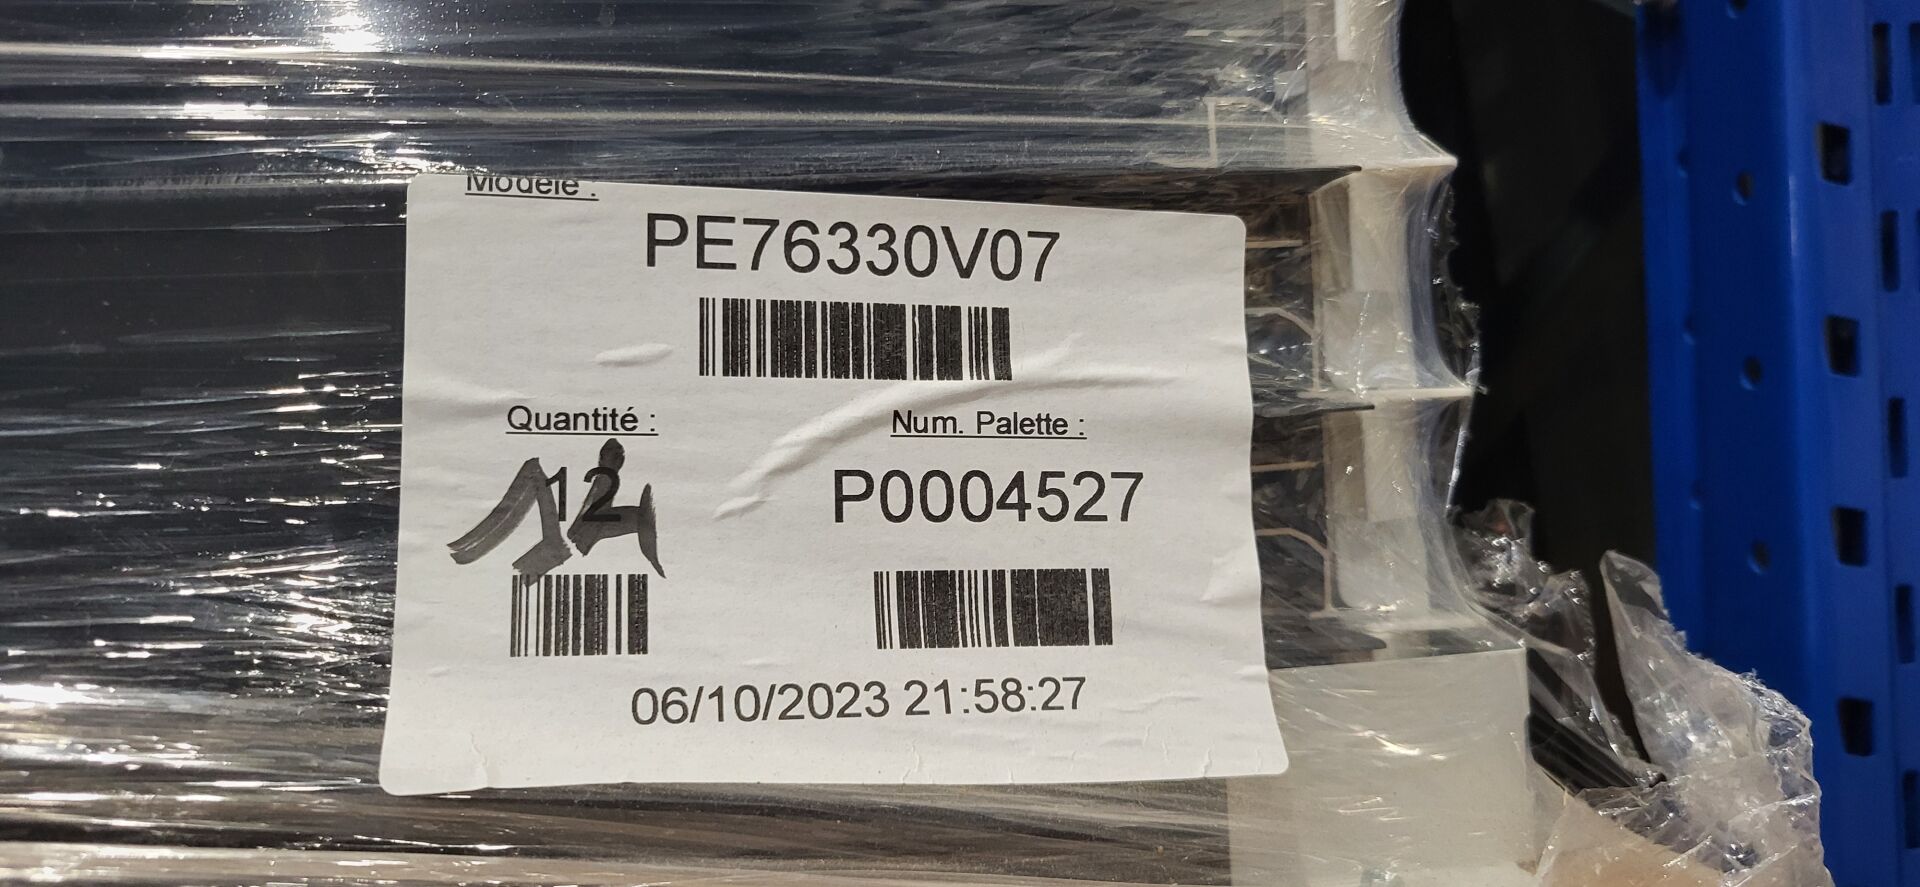 Modèle :
PE76330V07
Quantité : Num. Palette :
12 P0004527
06/10/2023 21:58:27